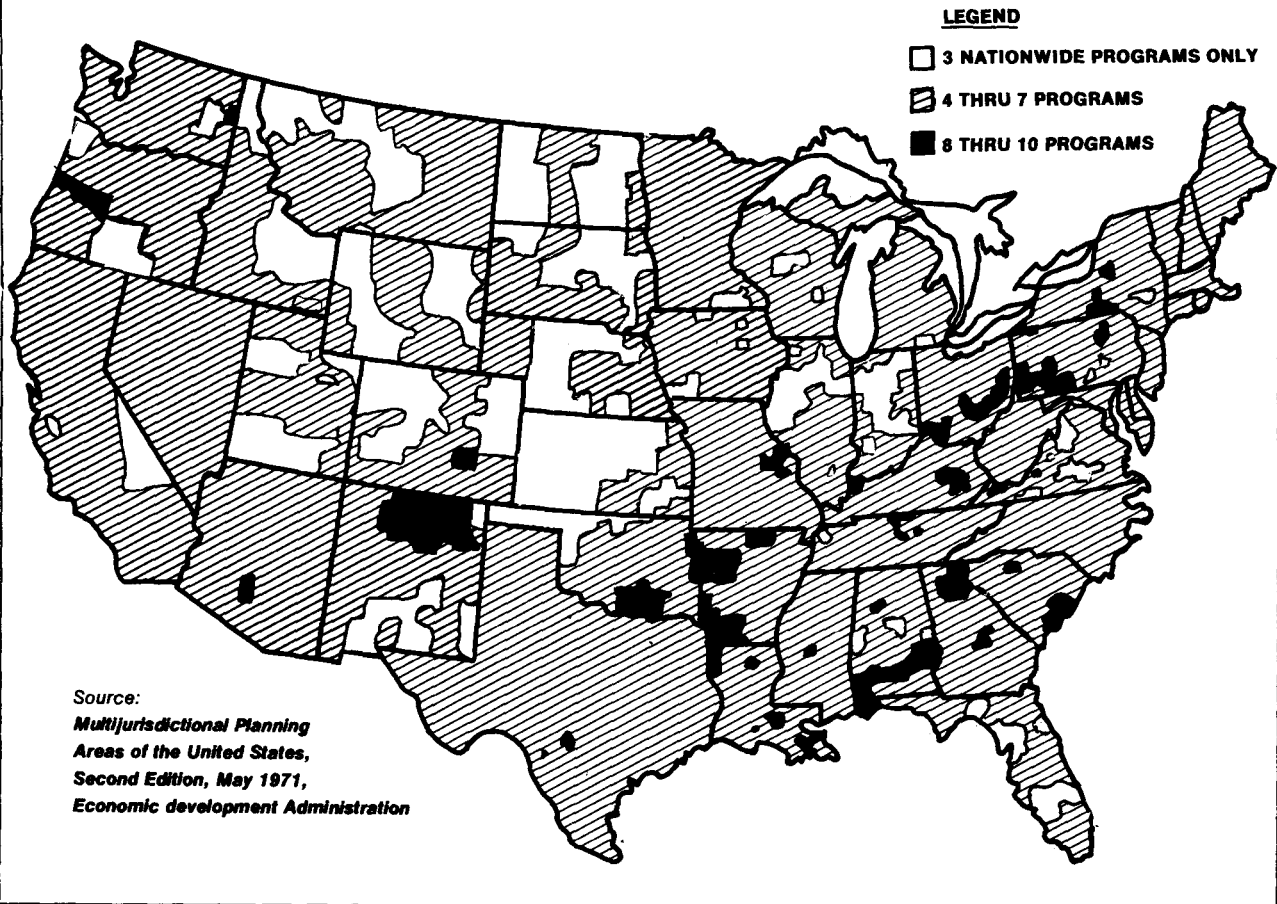 LEGEND
3 NATIONWIDE PROGRAMS ONLY
4 THRU 7 PROGRAMS
8 THRU 10 PROGRAMS
Source:
Multijurisdictional Planning
Areas of the United States,
Second Edition, May 1971,
Economic development Administration